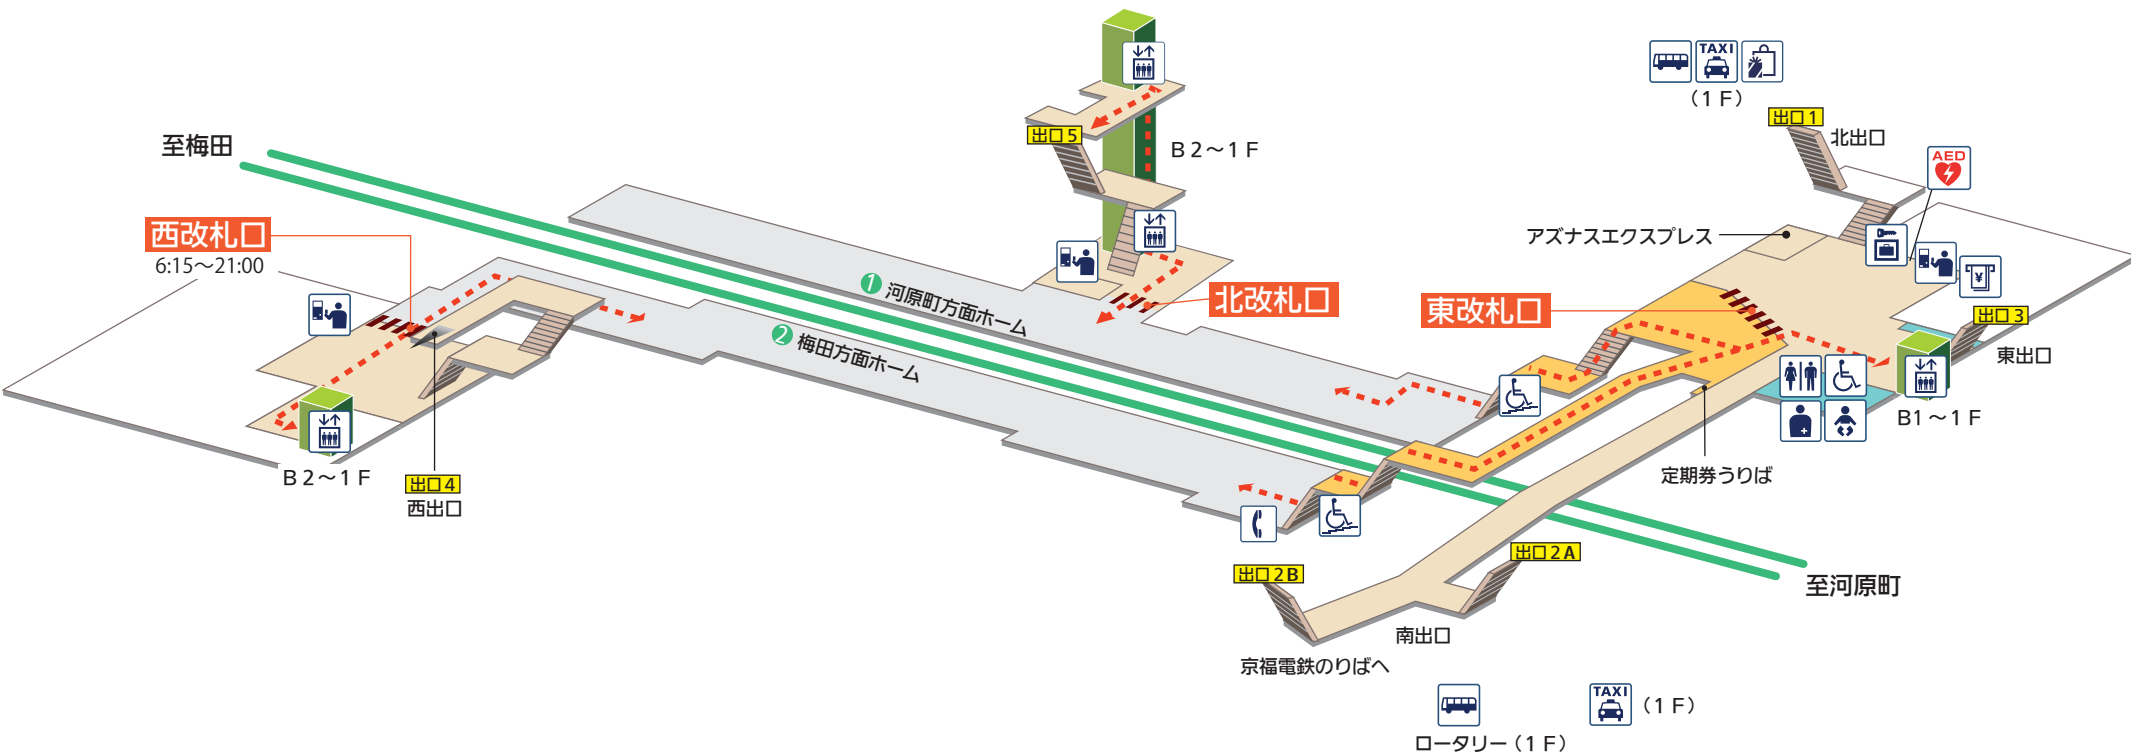 TAXI
(1F)
出口1
北出口
AED
出口5
B2～1F
至梅田
西改札口
6:15～21:00
アズナスエクスプレス
¥
1 河原町方面ホーム
北改札口
東改札口
出口3
東出口
2 梅田方面ホーム
B1～1F
B2～1F
出口4
西出口
定期券うりば
出口2A
出口2B
至河原町
南出口
京福電鉄のりばへ
TAXI
(1F)
ロータリー(1F)